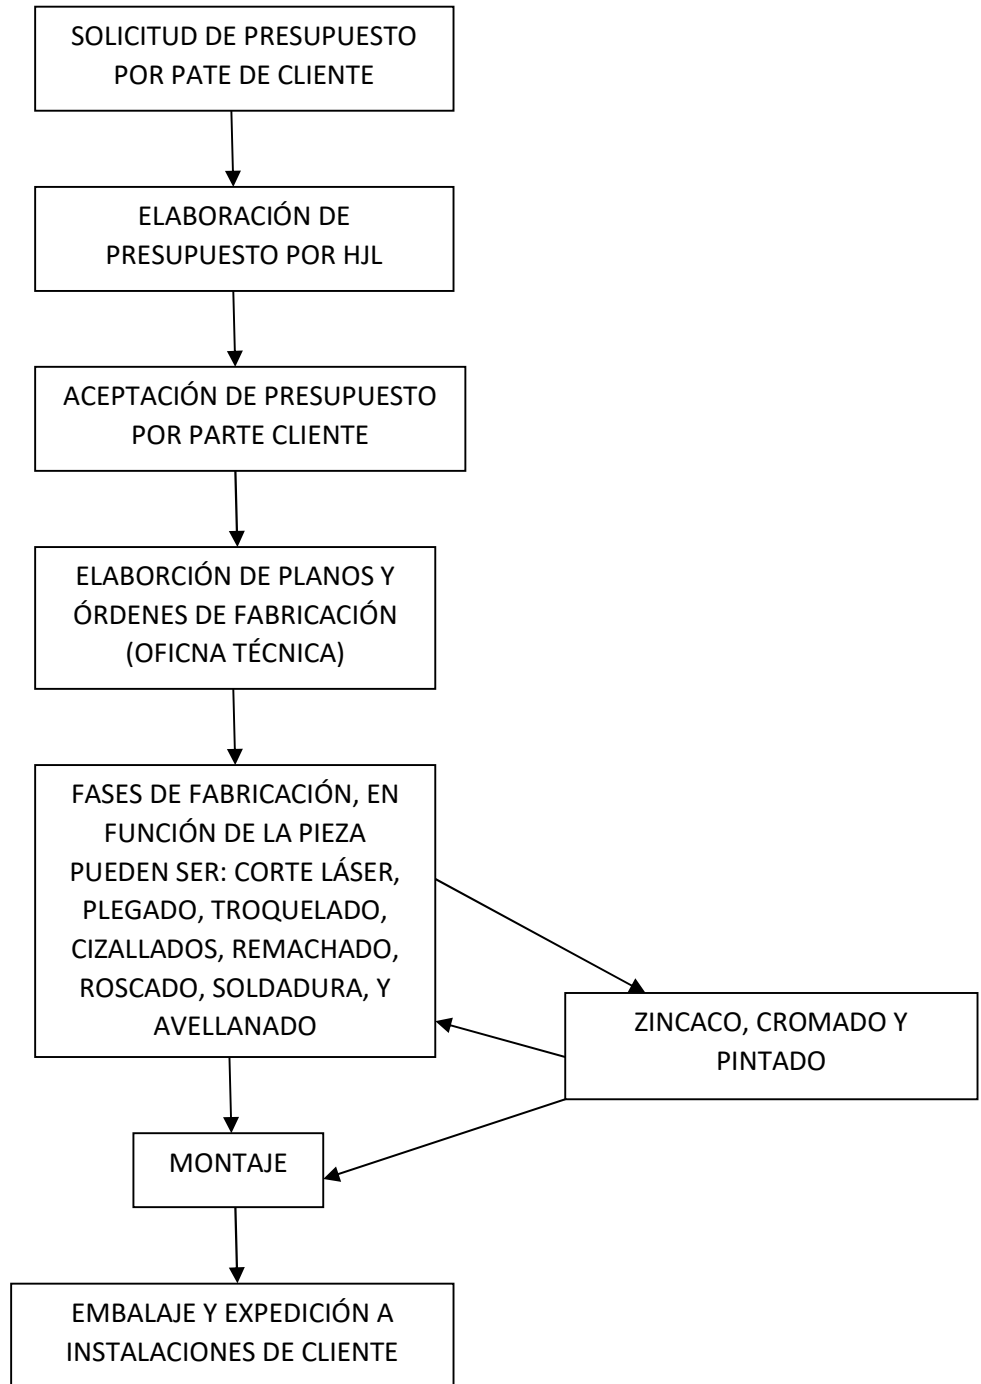 SOLICITUD DE PRESUPUESTO
POR PATE DE CLIENTE
ELABORACIÓN DE
PRESUPUESTO POR HJL
ACEPTACIÓN DE PRESUPUESTO
POR PARTE CLIENTE
ELABORCIÓN DE PLANOS Y
ÓRDENES DE FABRICACIÓN
(OFICNA TÉCNICA)
FASES DE FABRICACIÓN, EN
FUNCIÓN DE LA PIEZA
PUEDEN SER: CORTE LÁSER,
PLEGADO, TROQUELADO,
CIZALLADOS, REMACHADO,
ROSCADO, SOLDADURA, Y
AVELLANADO
ZINCACO, CROMADO Y
PINTADO
MONTAJE
EMBALAJE Y EXPEDICIÓN A
INSTALACIONES DE CLIENTE